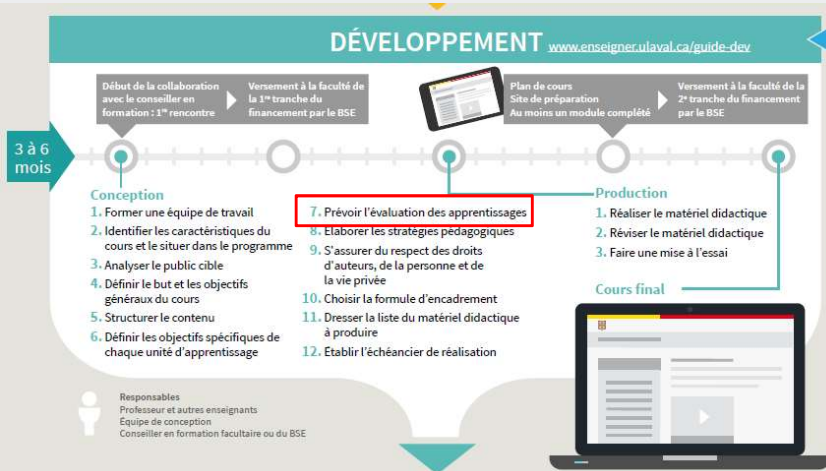 DÉVELOPPEMENT www.enseigner.ulaval.ca/guide-dev
Début de la collaboration
avec le conseiller en
formation : 1re rencontre
Versement à la faculté de
la 1re tranche du
financement par le BSE
Plan de cours
Site de préparation
Au moins un module complété
Versement à la faculté de la
2e tranche du financement
par le BSE
3 à 6
mois
Conception
1. Former une équipe de travail
2. Identifier les caractéristiques du
cours et le situer dans le programme
3. Analyser le public cible
4. Définir le but et les objectifs
généraux du cours
5. Structurer le contenu
6. Définir les objectifs spécifiques de
chaque unité d'apprentissage
7. Prévoir l'évaluation des apprentissages
8. Élaborer les stratégies pédagogiques
9. S'assurer du respect des droits
d'auteurs, de la personne et de
la vie privée
10. Choisir la formule d'encadrement
11. Dresser la liste du matériel didactique
à produire
12. Établir l'échéancier de réalisation
Production
1. Réaliser le matériel didactique
2. Réviser le matériel didactique
3. Faire une mise à l'essai
Cours final
Responsables
Professeur et autres enseignants
Équipe de conception
Conseiller en formation facultaire ou du BSE